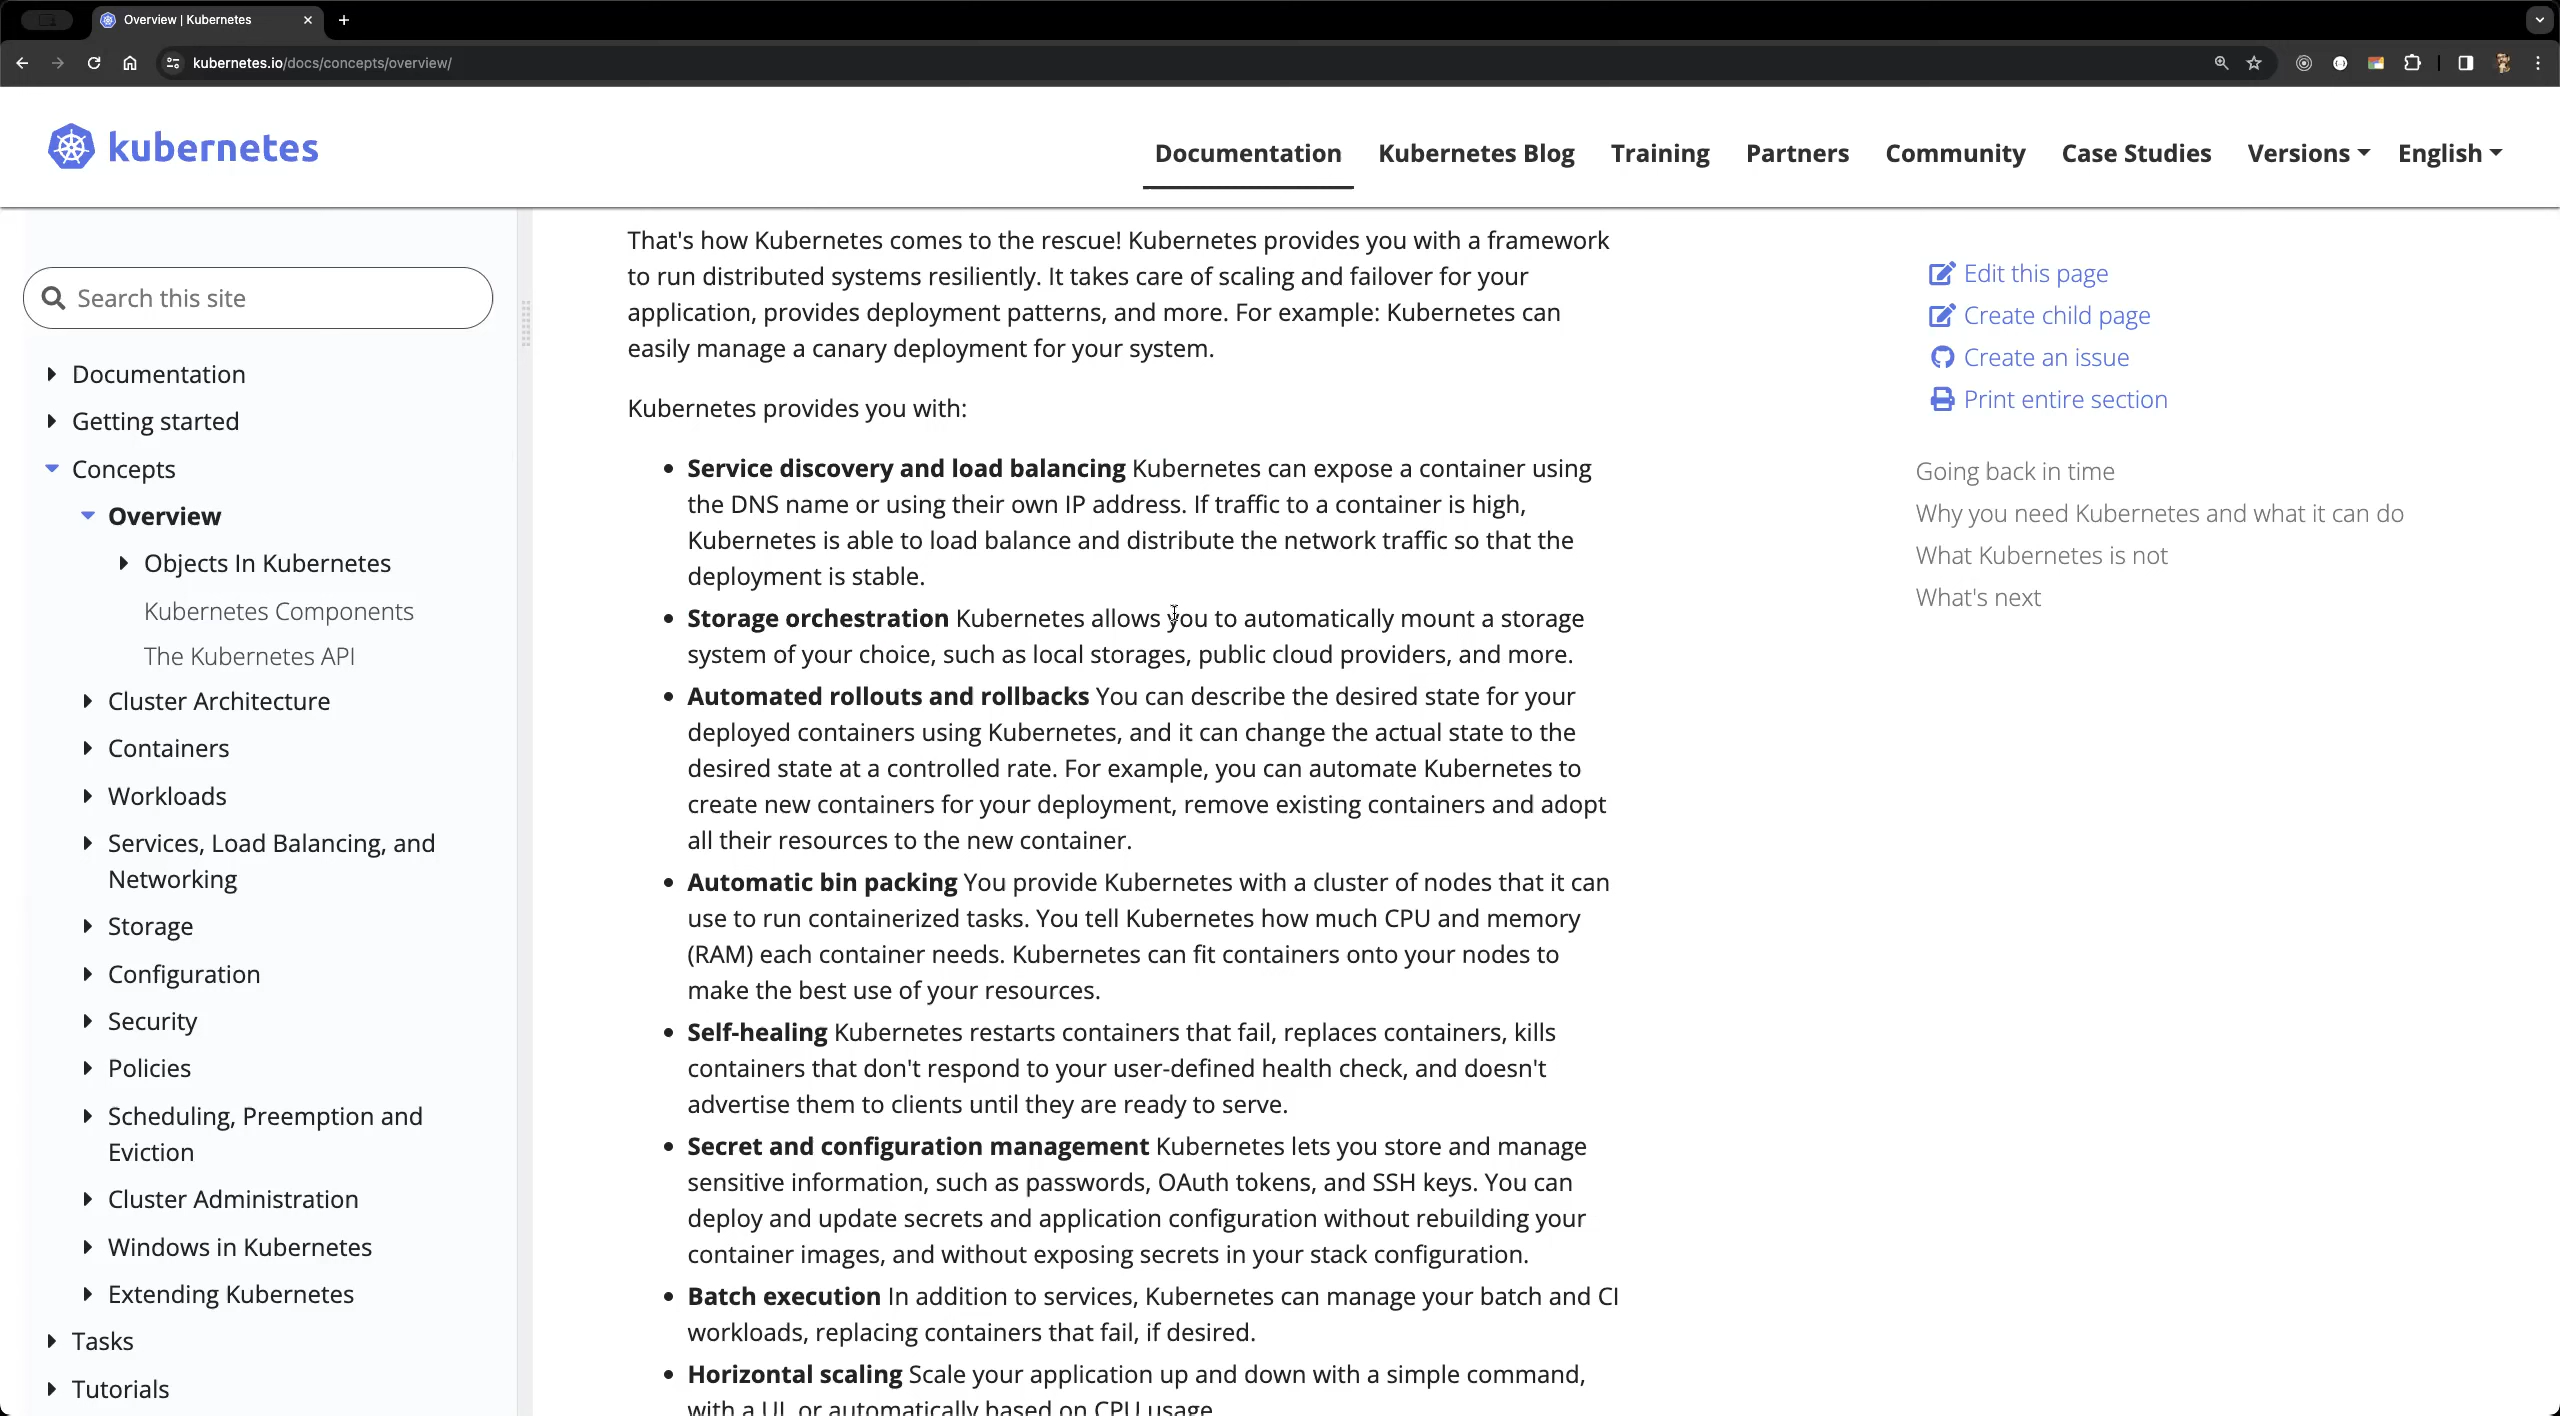 Overview | Kubernetes
kubernetes.io/docs/concepts/overview/
kubernetes
Documentation
Kubernetes Blog
Training
Partners
Community
Case Studies
Versions
English
Search this site
Documentation
Getting started
Concepts
Overview
Objects In Kubernetes
Kubernetes Components
The Kubernetes API
Cluster Architecture
Containers
Workloads
Services, Load Balancing, and
Networking
Storage
Configuration
Security
Policies
Scheduling, Preemption and
Eviction
Cluster Administration
Windows in Kubernetes
Extending Kubernetes
Tasks
Tutorials
That's how Kubernetes comes to the rescue! Kubernetes provides you with a framework
to run distributed systems resiliently. It takes care of scaling and failover for your
application, provides deployment patterns, and more. For example: Kubernetes can
easily manage a canary deployment for your system.
Kubernetes provides you with:
Service discovery and load balancing Kubernetes can expose a container using
the DNS name or using their own IP address. If traffic to a container is high,
Kubernetes is able to load balance and distribute the network traffic so that the
deployment is stable.
Storage orchestration Kubernetes allows you to automatically mount a storage
system of your choice, such as local storages, public cloud providers, and more.
Automated rollouts and rollbacks You can describe the desired state for your
deployed containers using Kubernetes, and it can change the actual state to the
desired state at a controlled rate. For example, you can automate Kubernetes to
create new containers for your deployment, remove existing containers and adopt
all their resources to the new container.
Automatic bin packing You provide Kubernetes with a cluster of nodes that it can
use to run containerized tasks. You tell Kubernetes how much CPU and memory
(RAM) each container needs. Kubernetes can fit containers onto your nodes to
make the best use of your resources.
Self-healing Kubernetes restarts containers that fail, replaces containers, kills
containers that don't respond to your user-defined health check, and doesn't
advertise them to clients until they are ready to serve.
Secret and configuration management Kubernetes lets you store and manage
sensitive information, such as passwords, OAuth tokens, and SSH keys. You can
deploy and update secrets and application configuration without rebuilding your
container images, and without exposing secrets in your stack configuration.
Batch execution In addition to services, Kubernetes can manage your batch and CI
workloads, replacing containers that fail, if desired.
Horizontal scaling Scale your application up and down with a simple command,
with a UI, or automatically based on CPU usage
Edit this page
Create child page
Create an issue
Print entire section
Going back in time
Why you need Kubernetes and what it can do
What Kubernetes is not
What's next